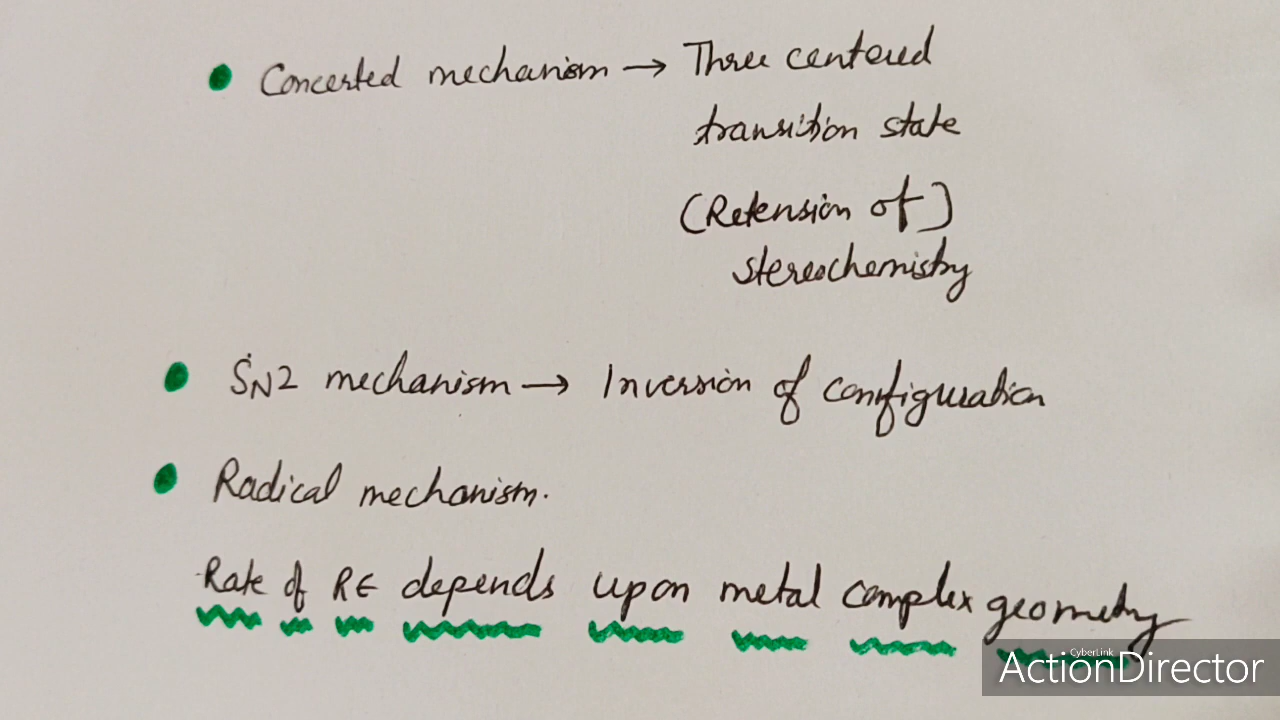 Concerted mechanism → Three centered
transition state
(Retension of)
stereochemistry
SN2 mechanism → Inversion of configuration
Radical mechanism.
Rate of RE depends upon metal complex geometry
CyberLink
ActionDirector